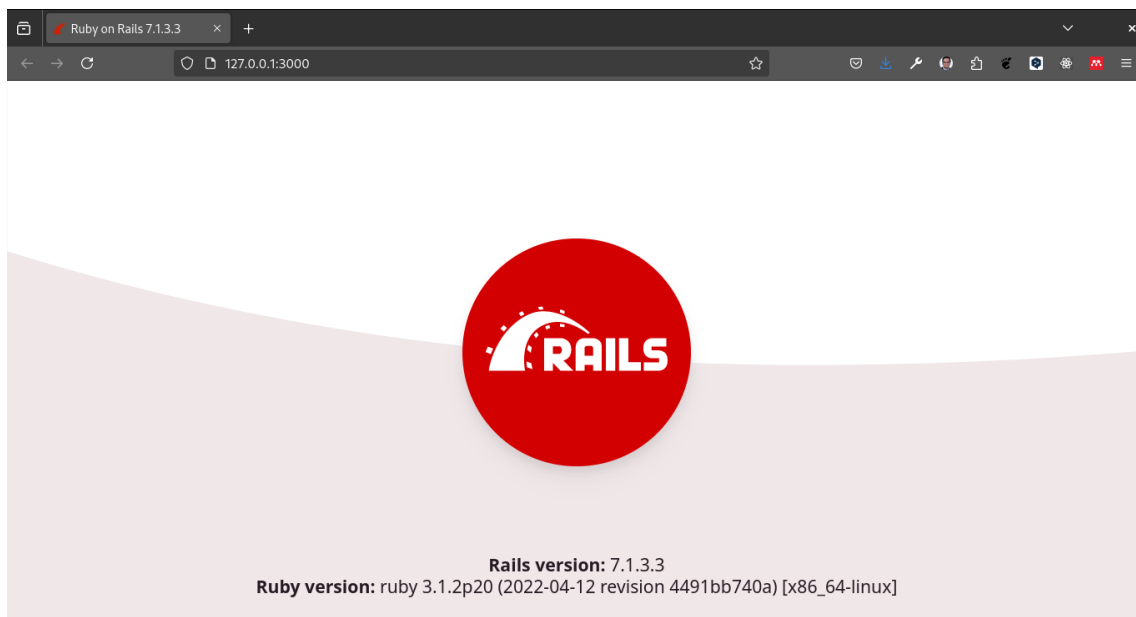 Ruby on Rails 7.1.3.3
127.0.0.1:3000
RAILS
Rails version: 7.1.3.3
Ruby version: ruby 3.1.2p20 (2022-04-12 revision 4491bb740a) [x86_64-linux]